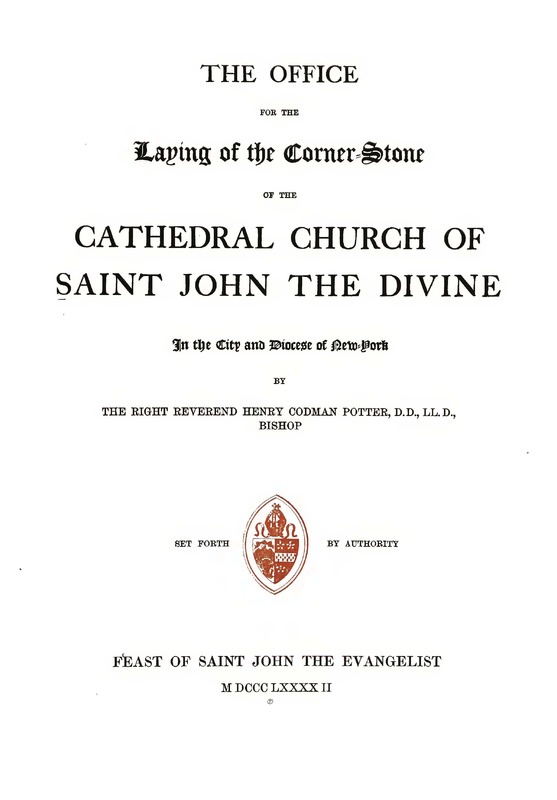 THE OFFICE
FOR THE
Laying of the Corner-Stone
OF THE
CATHEDRAL CHURCH OF
SAINT JOHN THE DIVINE
In the City and Diocese of New-York
BY
THE RIGHT REVEREND HENRY CODMAN POTTER, D.D., LL.D.,
BISHOP
SET FORTH BY AUTHORITY
FEAST OF SAINT JOHN THE EVANGELIST
M DCCC LXXXX II